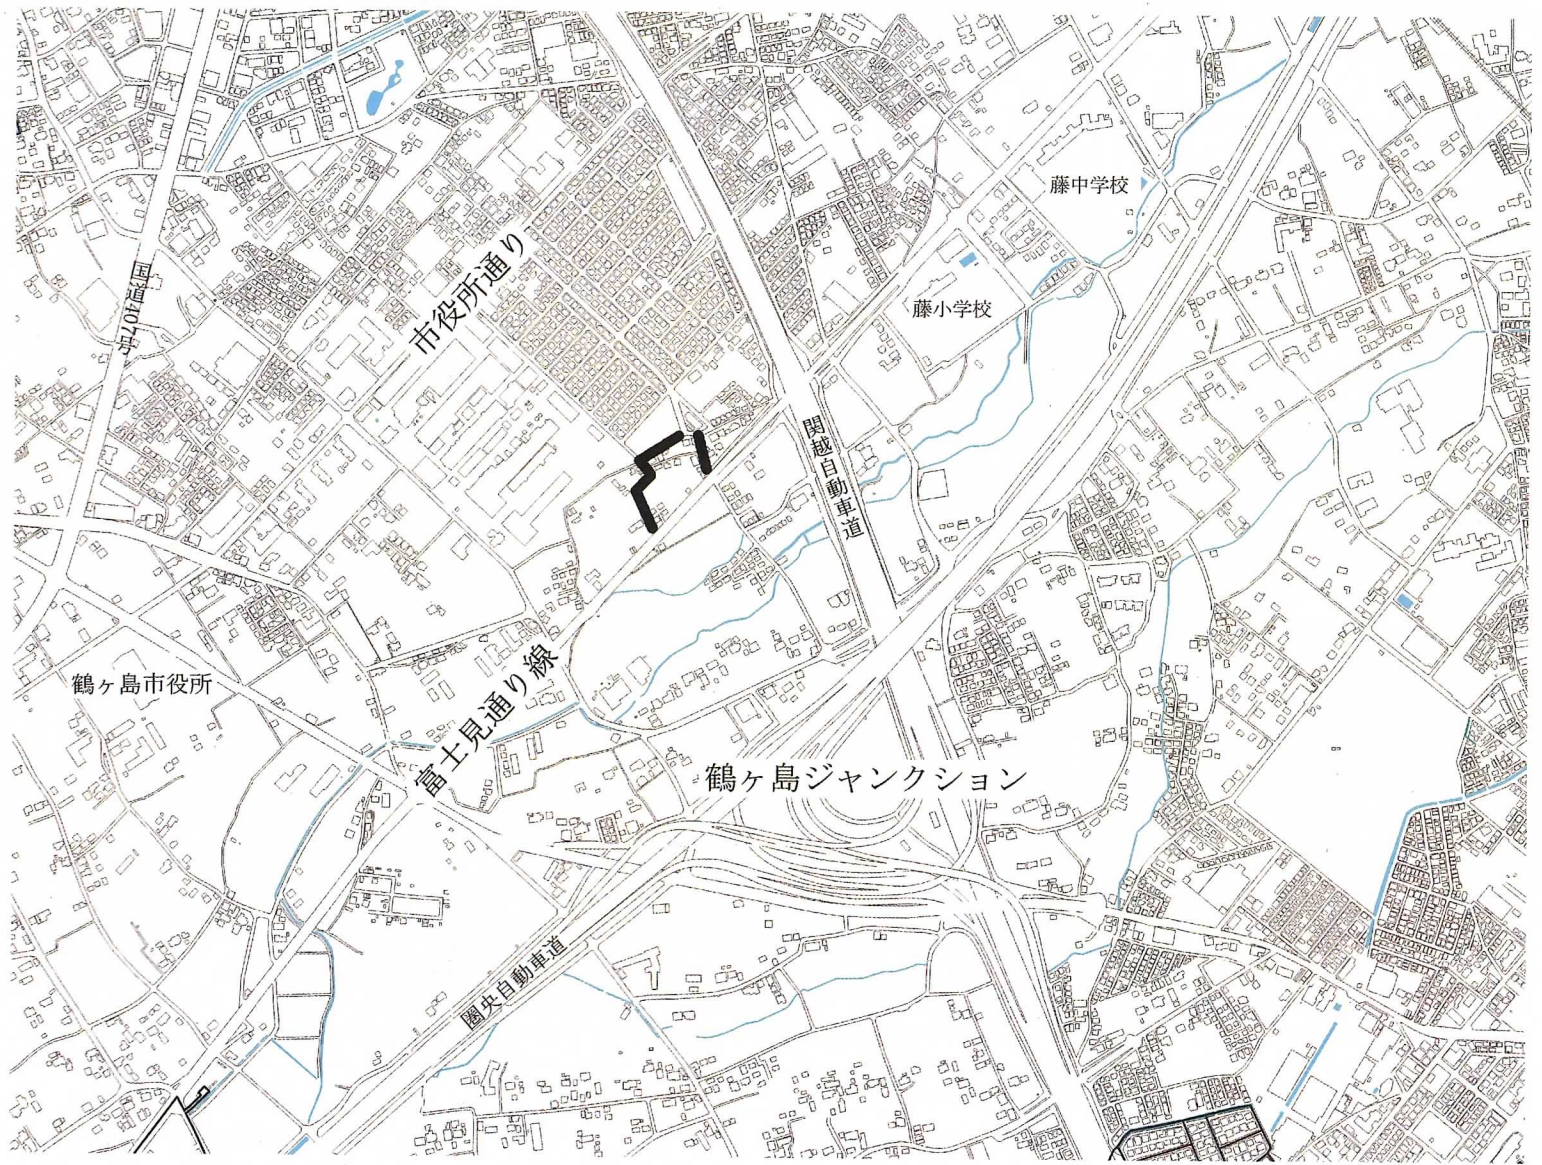 藤中学校
市役所通り
国道407号
藤小学校
関越自動車道
鶴ヶ島市役所
富士見通り線
鶴ヶ島ジャンクション
圏央自動車道